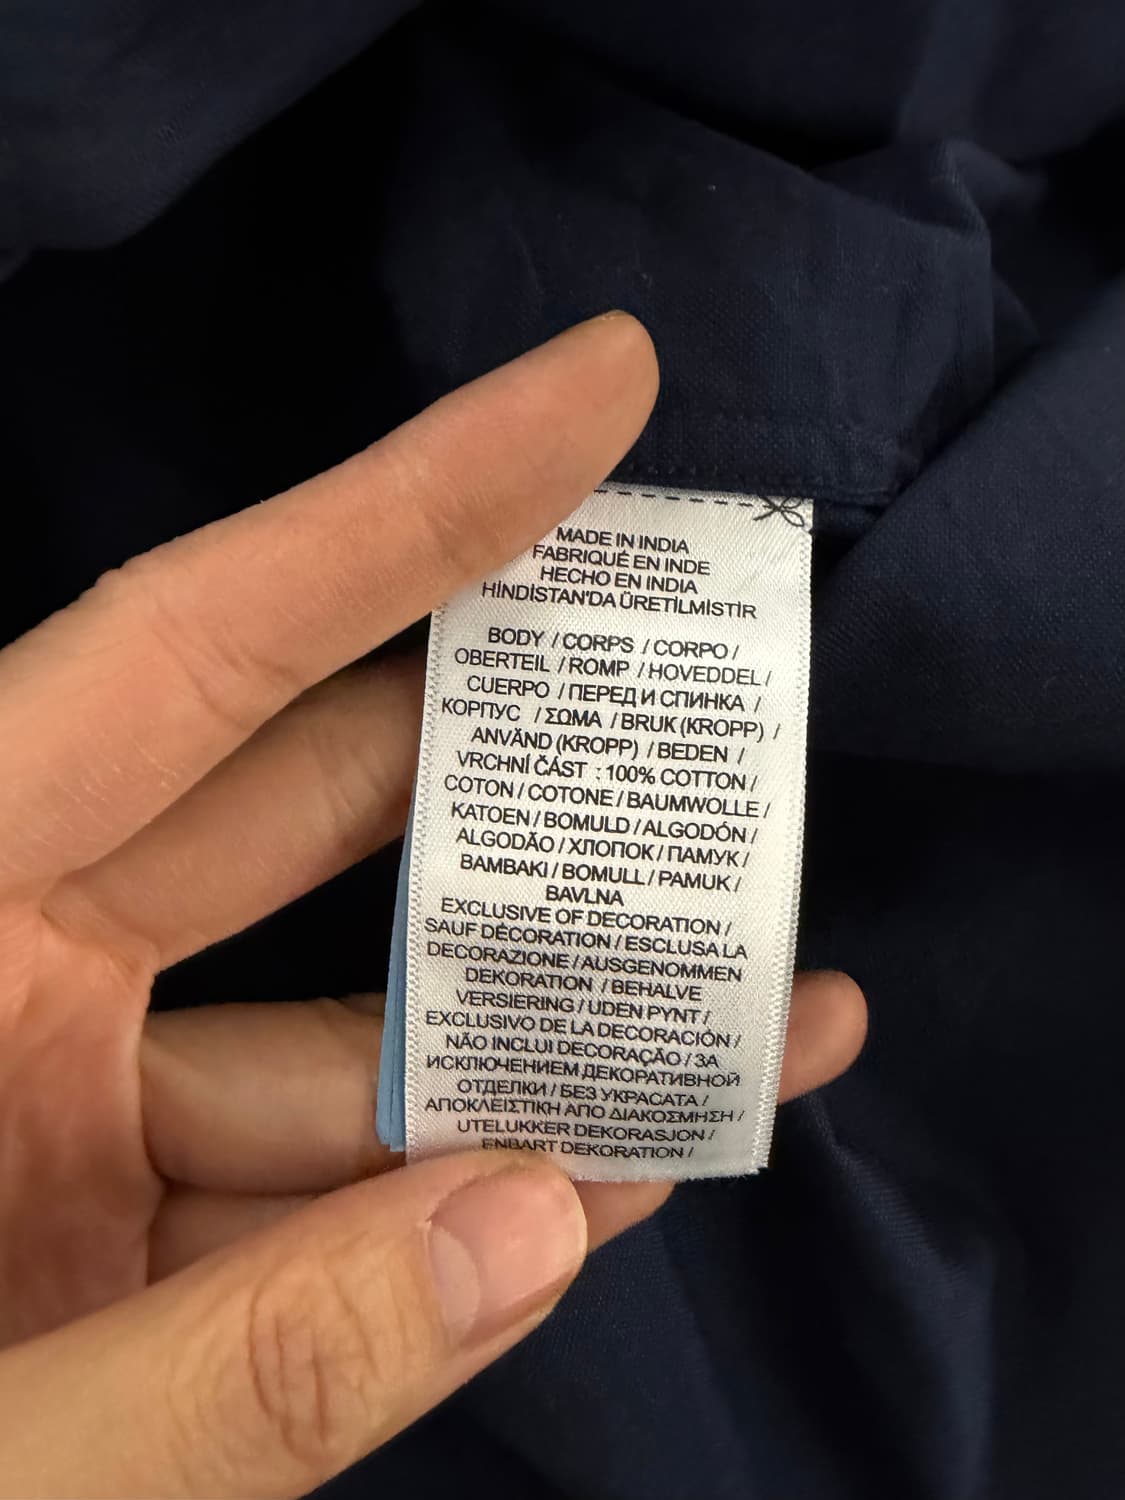 MADE IN INDIA
FABRIQUÉ EN INDE
HECHO EN INDIA
HİNDİSTAN'DA ÜRETİLMİSTİR
BODY / CORPS / CORPO /
OBERTEIL / ROMP / HOVEDDEL /
CUERPO / ПЕРЕД И СПИНКА /
КОРПУС / ΣΩΜΑ / BRUK (KROPP) /
ANVÄND (KROPP) / BEDEN /
VRCHNÍ ČÁST : 100% COTTON /
COTON / COTONE / BAUMWOLLE /
KATOEN / BOMULD / ALGODÓN /
ALGODÃO / ХЛОПОК / ПАМУК /
BAMBAKI / BOMULL / PAMUK /
BAVLNA
EXCLUSIVE OF DECORATION /
SAUF DÉCORATION / ESCLUSA LA
DECORAZIONE / AUSGENOMMEN
DEKORATION / BEHALVE
VERSIERING / UDEN PYNT /
EXCLUSIVO DE LA DECORACIÓN /
NÃO INCLUI DECORAÇÃO / ЗА
ИСКЛЮЧЕНИЕМ ДЕКОРАТИВНОЙ
ОТДЕЛКИ / БЕЗ УКРАСАТА /
ΑΠΟΚΛΕΙΣΤΙΚΗ ΑΠΟ ΔΙΑΚΟΣΜΗΣΗ /
UTELUKKER DEKORASJON /
ENBART DEKORATION /